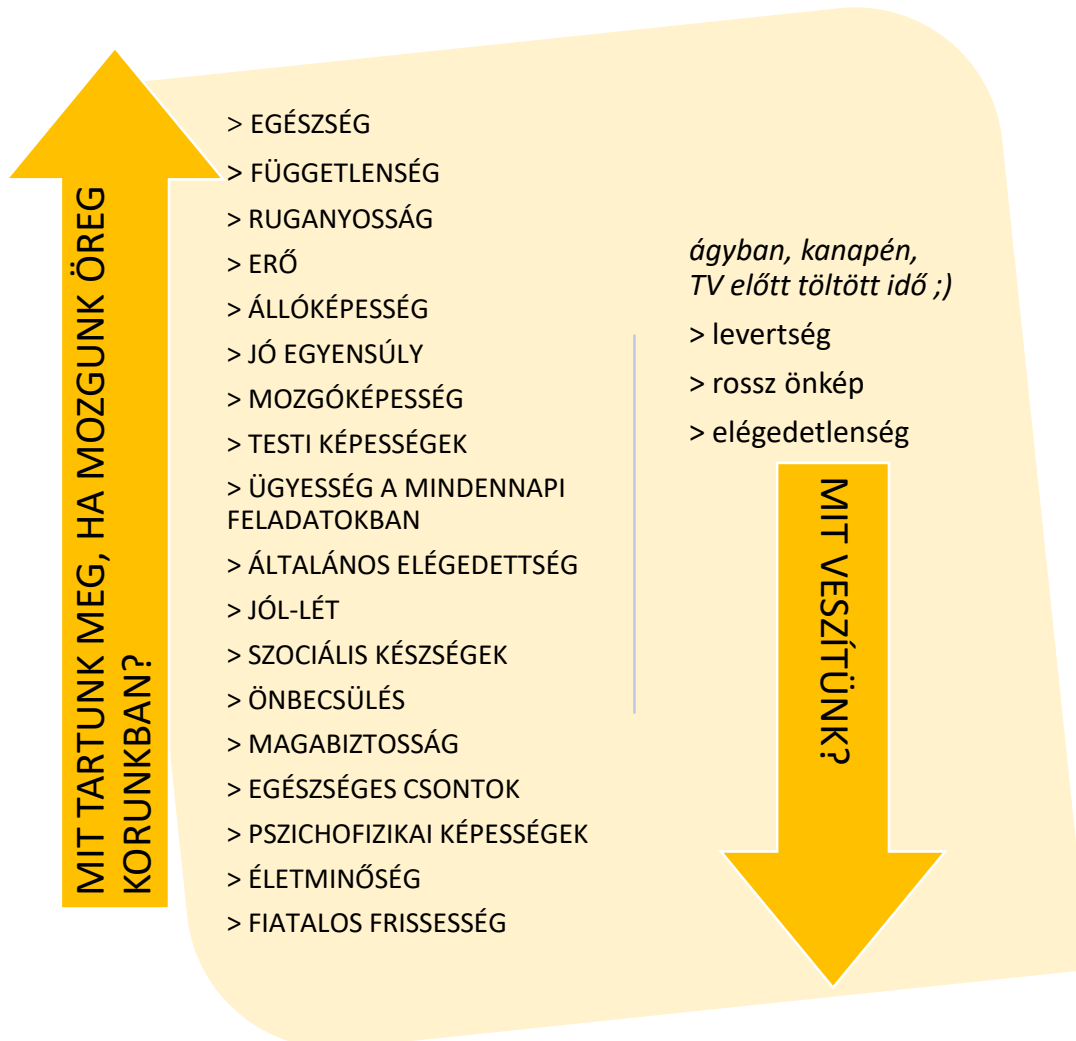 MIT TARTUNK MEG, HA MOZGUNK ÖREG
KORUNKBAN?
> EGÉSZSÉG
> FÜGGETLENSÉG
> RUGANYOSSÁG
> ERŐ
> ÁLLÓKÉPESSÉG
> JÓ EGYENSÚLY
> MOZGÓKÉPESSÉG
> TESTI KÉPESSÉGEK
> ÜGYESSÉG A MINDENNAPI
FELADATOKBAN
> ÁLTALÁNOS ELÉGEDETTSÉG
> JÓL-LÉT
> SZOCIÁLIS KÉSZSÉGEK
> ÖNBECSÜLÉS
> MAGABIZTOSSÁG
> EGÉSZSÉGES CSONTOK
> PSZICHOFIZIKAI KÉPESSÉGEK
> ÉLETMINŐSÉG
> FIATALOS FRISSESSÉG
ágyban, kanapén,
TV előtt töltött idő ;)
> levertség
> rossz önkép
> elégedetlenség
MIT VESZÍTÜNK?